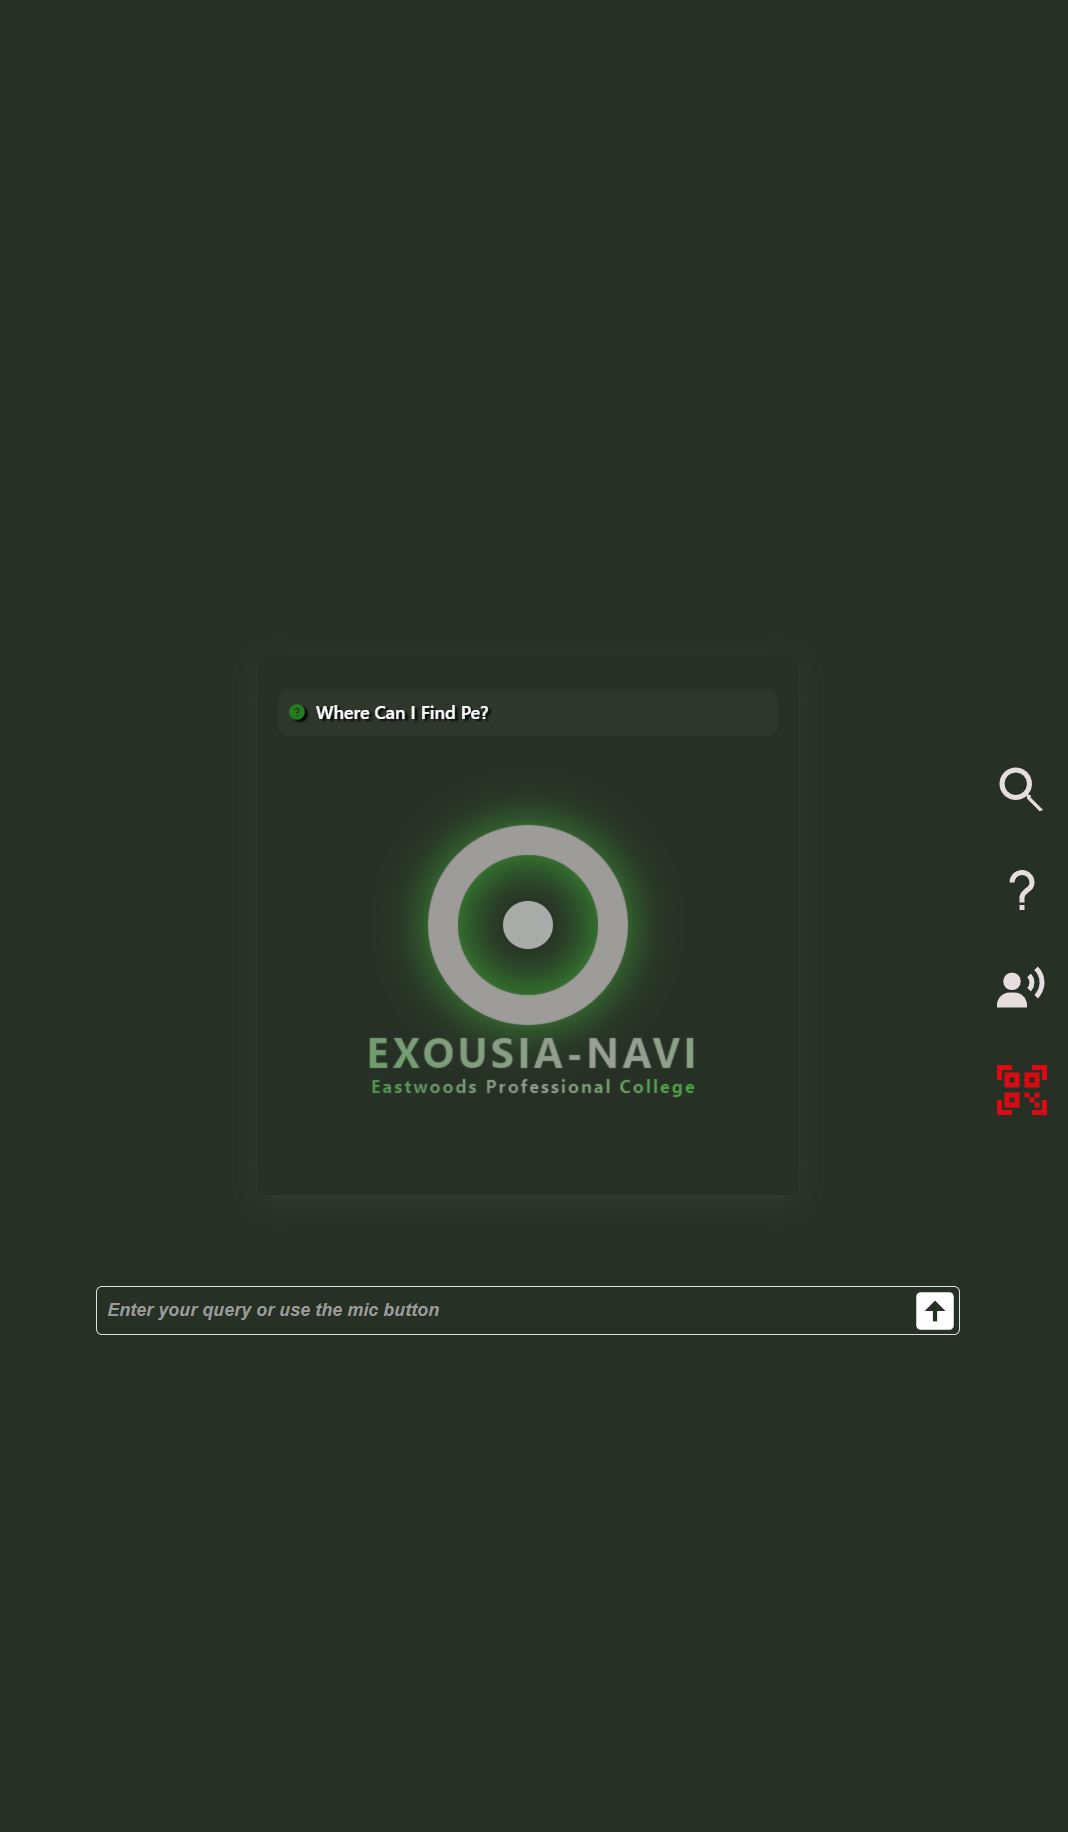 Where Can I Find Pe?
EXOUSIA-NAVI
Eastwoods Professional College
Enter your query or use the mic button